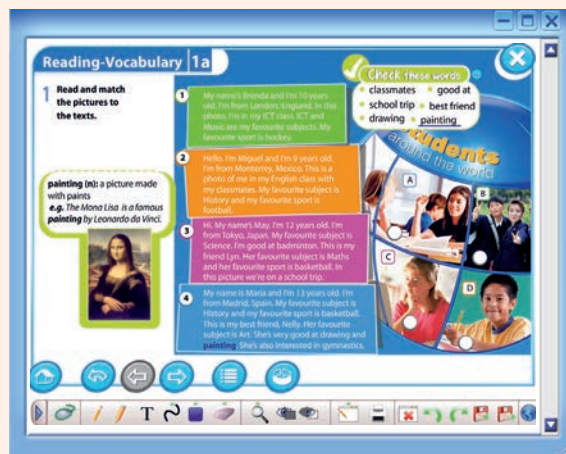 Reading-Vocabulary 1a
1 Read and match
the pictures to
the texts.
painting (n): a picture made
with paints
e.g. The Mona Lisa is a famous
painting by Leonardo da Vinci.
1
My name's Brenda and I'm 10 years
old. I'm from London, England. In this
photo, I'm in my ICT class. ICT and
Music are my favourite subjects. My
favourite sport is hockey.
2
Hello. I'm Miguel and I'm 9 years old.
I'm from Monterrey, Mexico. This is a
photo of me in my English class with
my classmates. My favourite subject is
History and my favourite sport is
football.
3
Hi. My name's May. I'm 12 years old. I'm
from Tokyo, Japan. My favourite subject is
Science. I'm good at badminton. This is my
friend Lyn. Her favourite subject is Maths
and her favourite sport is basketball. In
this picture we're on a school trip.
4
My name is Maria and I'm 13 years old. I'm
from Madrid, Spain. My favourite subject is
History and my favourite sport is basketball.
This is my best friend, Nelly. Her favourite
subject is Art. She's very good at drawing and
painting. She's also interested in gymnastics.
Check these words
• classmates • good at
• school trip • best friend
• drawing • painting
Students
around the world
A
B
C
D
T